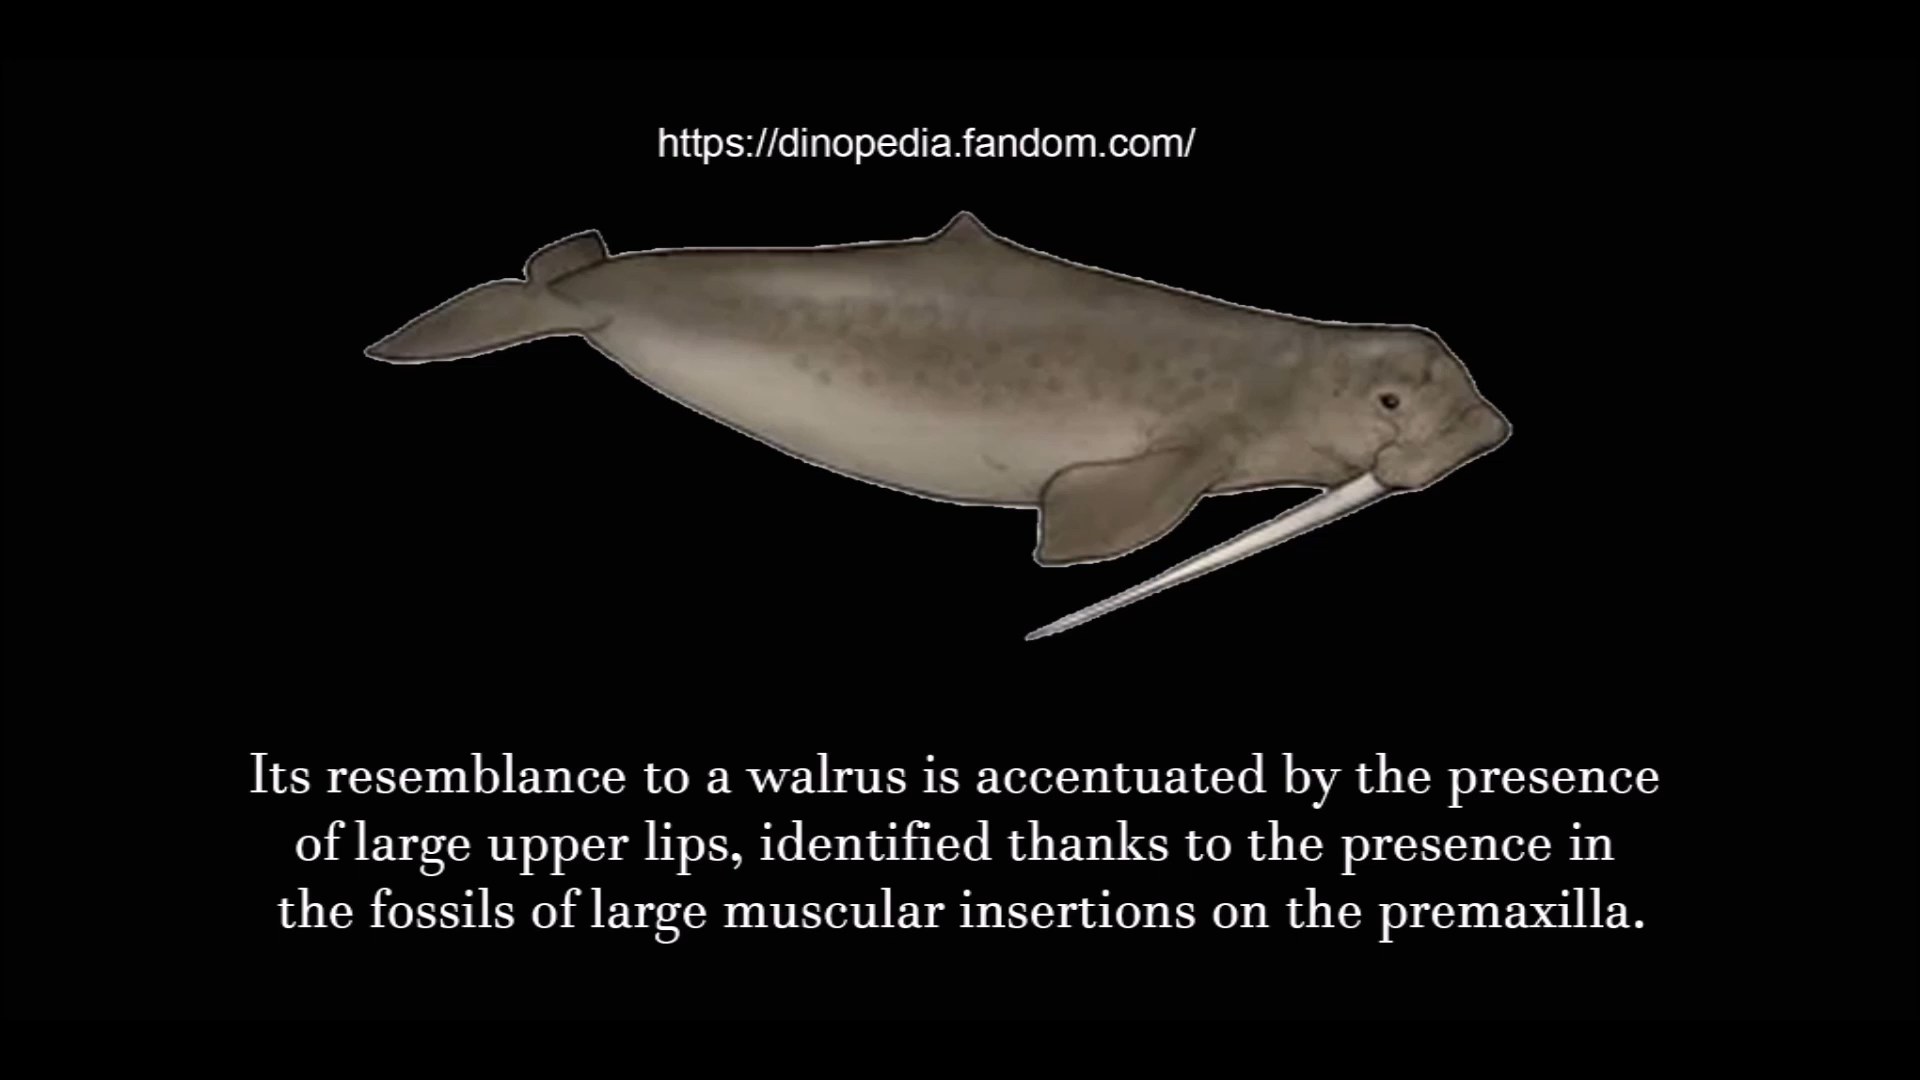 https://dinopedia.fandom.com/
Its resemblance to a walrus is accentuated by the presence
of large upper lips, identified thanks to the presence in
the fossils of large muscular insertions on the premaxilla.